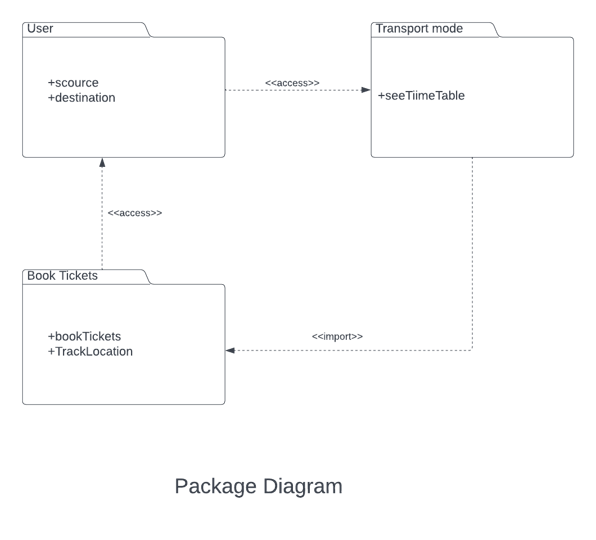 User
Transport mode
+scource
+destination
<<access>>
+seeTiimeTable
<<access>>
Book Tickets
+bookTickets
+TrackLocation
<<import>>
Package Diagram